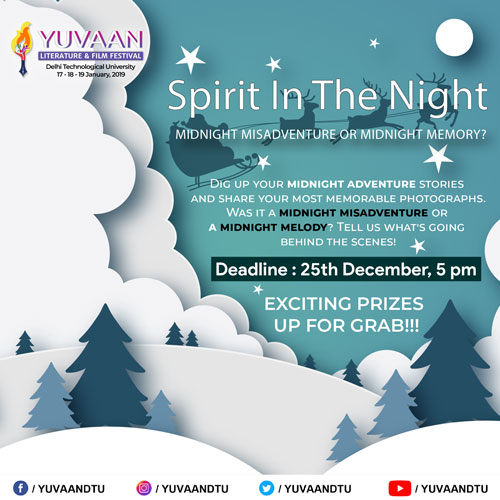 YUVAAN
LITERATURE & FILM FESTIVAL
Delhi Technological University
17 - 18 - 19 January, 2019
Spirit In The Night
MIDNIGHT MISADVENTURE OR MIDNIGHT MEMORY?
DIG UP YOUR MIDNIGHT ADVENTURE STORIES
AND SHARE YOUR MOST MEMORABLE PHOTOGRAPHS.
WAS IT A MIDNIGHT MISADVENTURE OR
A MIDNIGHT MELODY? TELL US WHAT'S GOING
BEHIND THE SCENES!
Deadline : 25th December, 5 pm
EXCITING PRIZES
UP FOR GRAB!!!
/ YUVAANDTU / YUVAANDTU / YUVAANDTU / YUVAANDTU